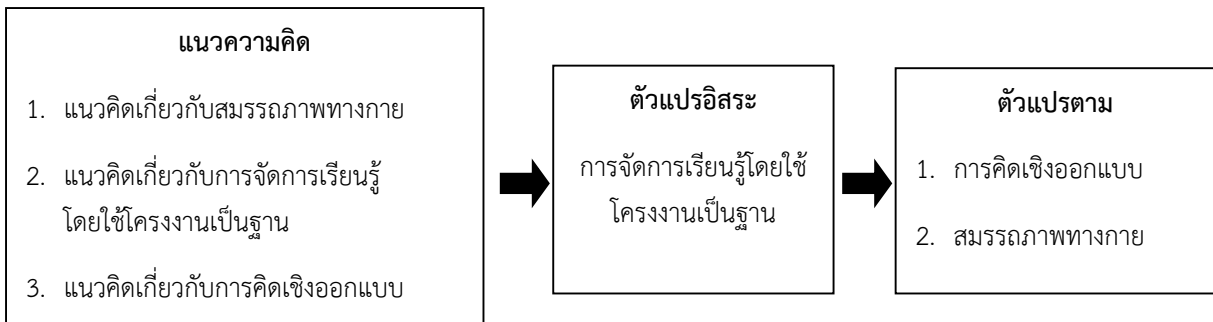 แนวความคิด
1. แนวคิดเกี่ยวกับสมรรถภาพทางกาย
2. แนวคิดเกี่ยวกับการจัดการเรียนรู้
โดยใช้โครงงานเป็นฐาน
3. แนวคิดเกี่ยวกับการคิดเชิงออกแบบ
ตัวแปรอิสระ
การจัดการเรียนรู้โดยใช้
โครงงานเป็นฐาน
ตัวแปรตาม
1. การคิดเชิงออกแบบ
2. สมรรถภาพทางกาย